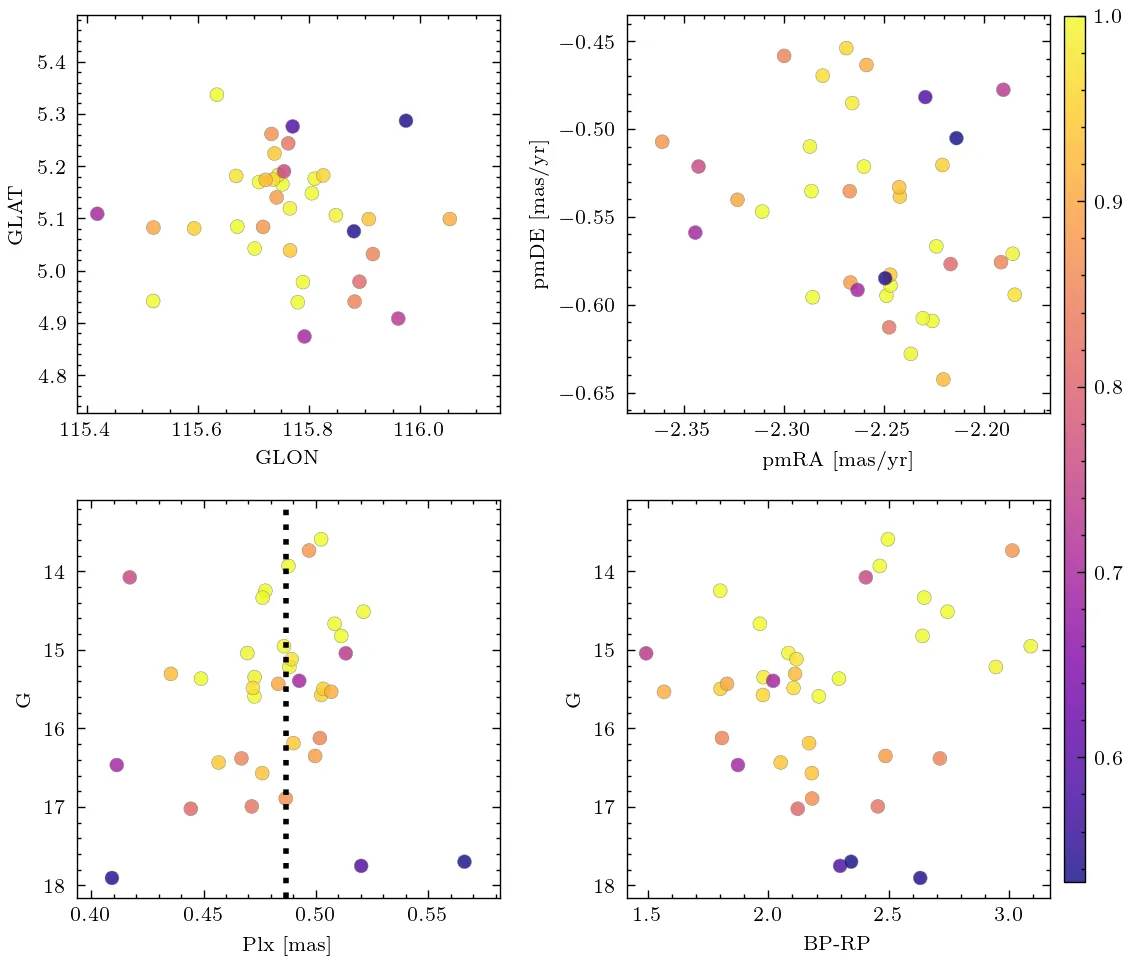 5.4
5.3
5.2
5.1
5.0
4.9
4.8
GLAT
115.4 115.6 115.8 116.0
GLON
−0.45
−0.50
−0.55
−0.60
−0.65
pmDE [mas/yr]
−2.35 −2.30 −2.25 −2.20
pmRA [mas/yr]
14
15
16
17
18
G
0.40 0.45 0.50 0.55
Plx [mas]
14
15
16
17
18
G
1.5 2.0 2.5 3.0
BP-RP
1.0
0.9
0.8
0.7
0.6